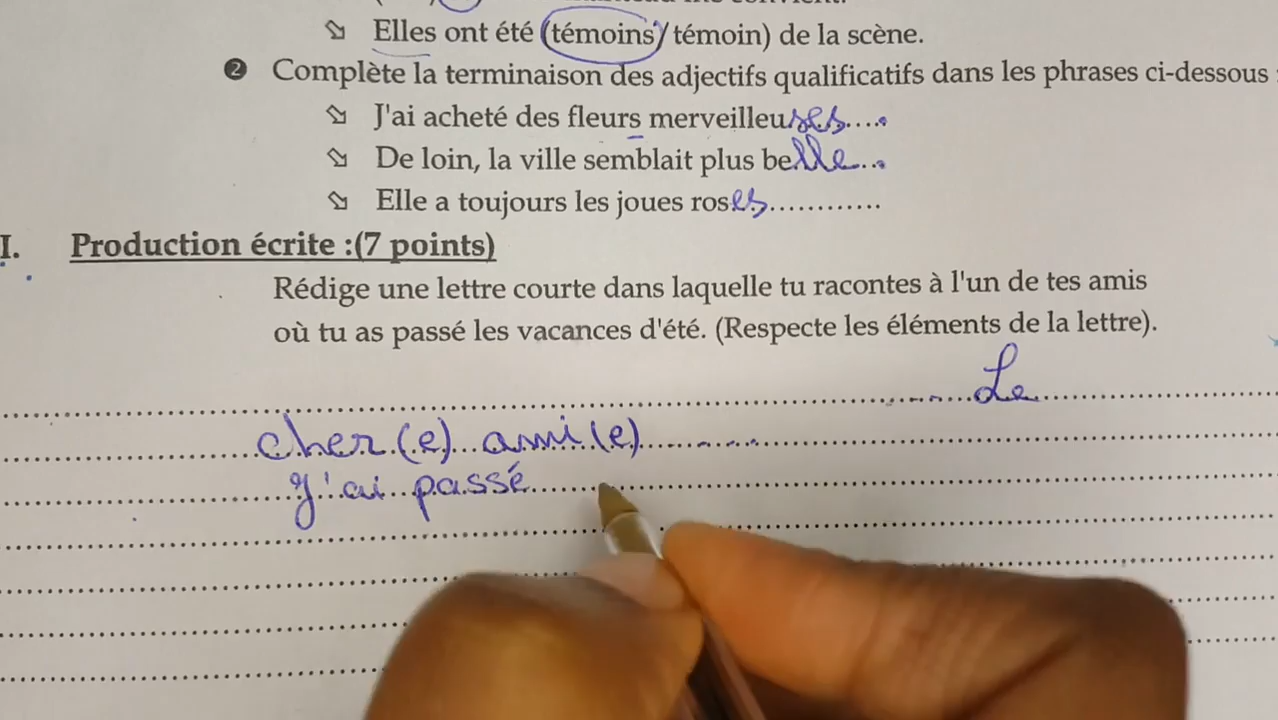 Elles ont été (témoins / témoin) de la scène.
❷ Complète la terminaison des adjectifs qualificatifs dans les phrases ci-dessous :
J'ai acheté des fleurs merveilleuses....
De loin, la ville semblait plus belle...
Elle a toujours les joues roses............
I. Production écrite :(7 points)
Rédige une lettre courte dans laquelle tu racontes à l'un de tes amis
où tu as passé les vacances d'été. (Respecte les éléments de la lettre).
Le
cher(e) ami(e)
J'ai passé